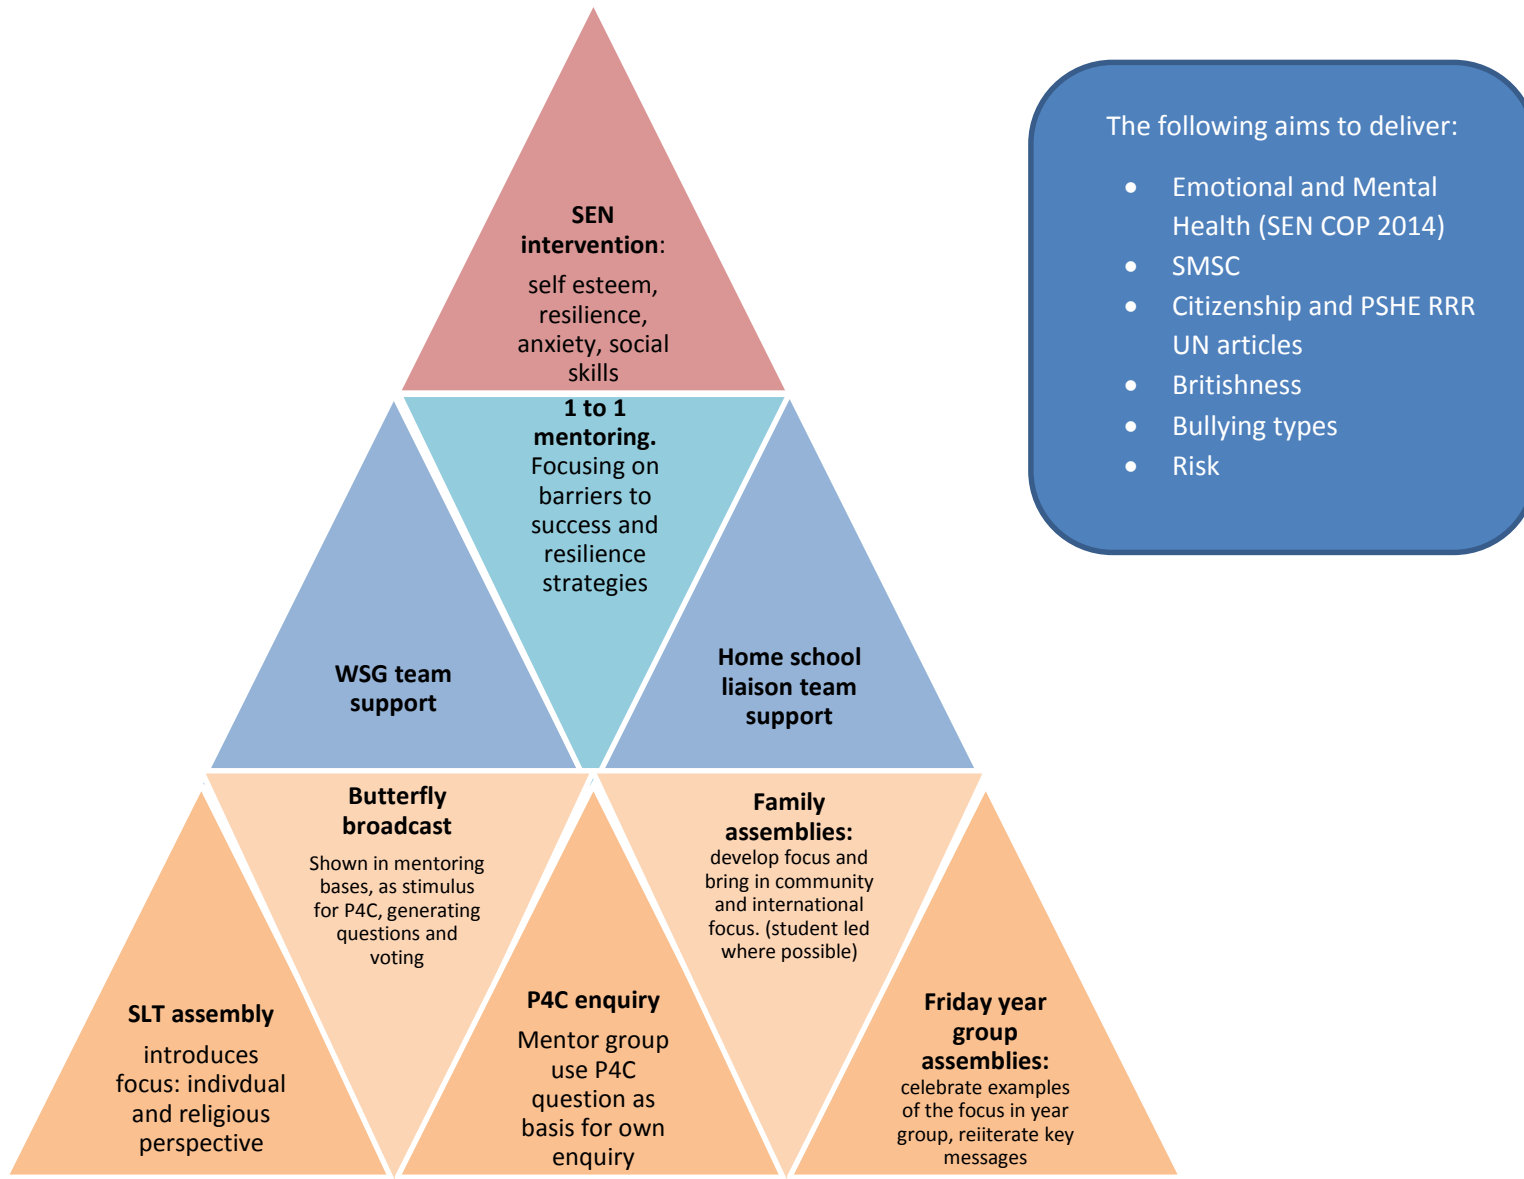 SEN
intervention:
self esteem,
resilience,
anxiety, social
skills
1 to 1
mentoring.
Focusing on
barriers to
success and
resilience
strategies
WSG team
support
Home school
liaison team
support
Butterfly
broadcast
Shown in mentoring
bases, as stimulus
for P4C, generating
questions and
voting
Family
assemblies:
develop focus and
bring in community
and international
focus. (student led
where possible)
SLT assembly
introduces
focus: indivdual
and religious
perspective
P4C enquiry
Mentor group
use P4C
question as
basis for own
enquiry
Friday year
group
assemblies:
celebrate examples
of the focus in year
group, reiiterate key
messages
The following aims to deliver:
• Emotional and Mental
Health (SEN COP 2014)
• SMSC
• Citizenship and PSHE RRR
UN articles
• Britishness
• Bullying types
• Risk